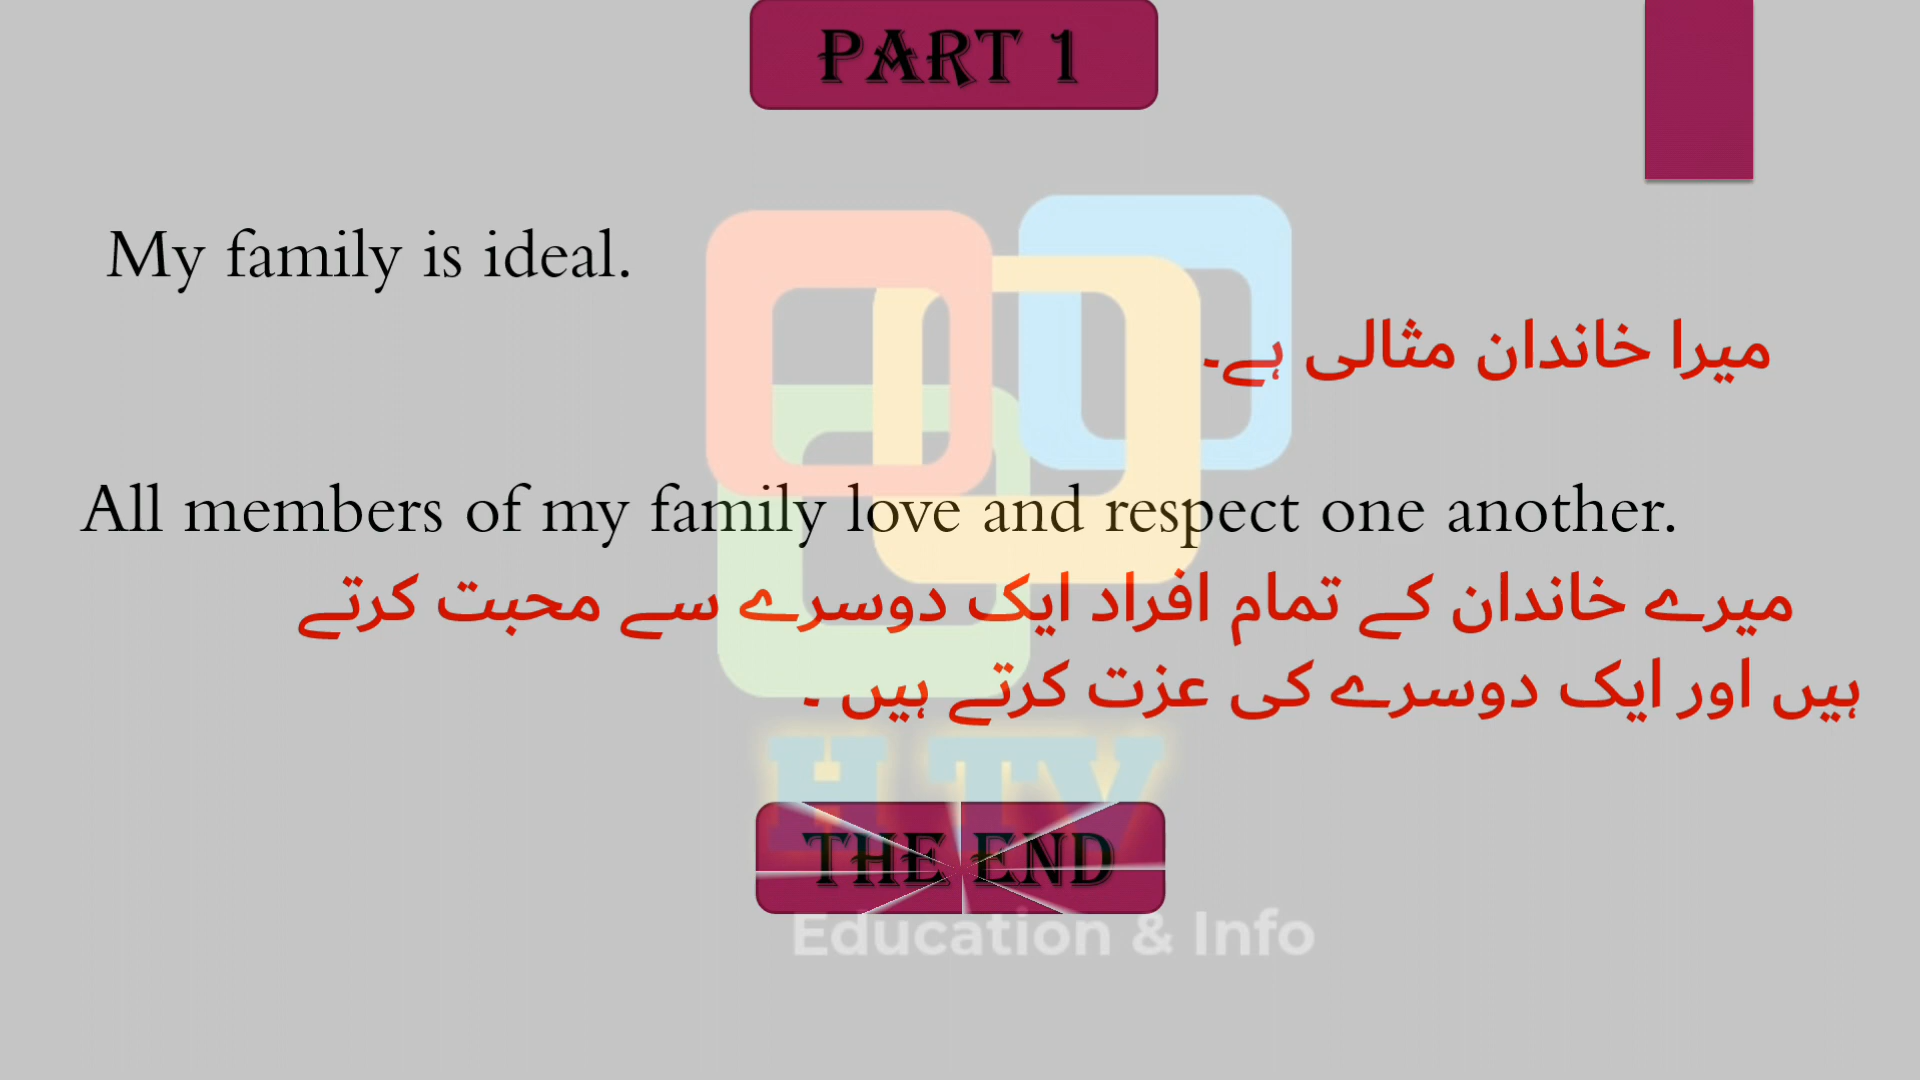 PART 1
My family is ideal.
میرا خاندان مثالی ہے۔
All members of my family love and respect one another.
میرے خاندان کے تمام افراد ایک دوسرے سے محبت کرتے
ہیں اور ایک دوسرے کی عزت کرتے ہیں ۔
H TV
THE END
Education & Info